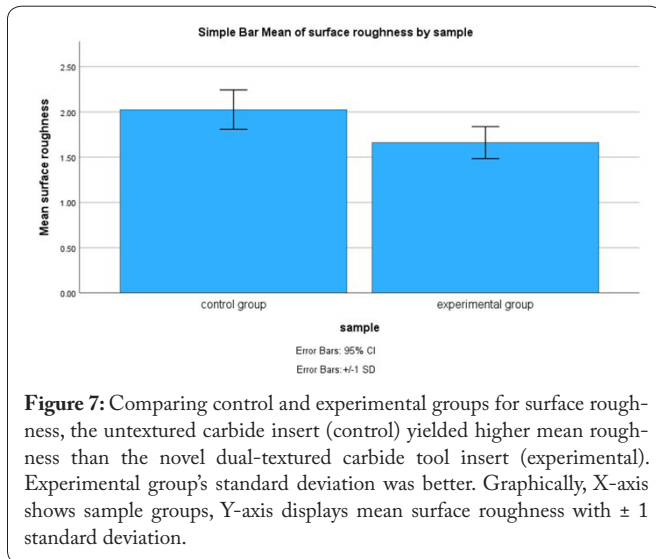 Simple Bar Mean of surface roughness by sample
Mean surface roughness
2.50
2.00
1.50
1.00
0.50
0.00
control group
experimental group
sample
Error Bars: 95% CI
Error Bars: +/-1 SD
Figure 7: Comparing control and experimental groups for surface rough-
ness, the untextured carbide insert (control) yielded higher mean rough-
ness than the novel dual-textured carbide tool insert (experimental).
Experimental group's standard deviation was better. Graphically, X-axis
shows sample groups, Y-axis displays mean surface roughness with ± 1
standard deviation.